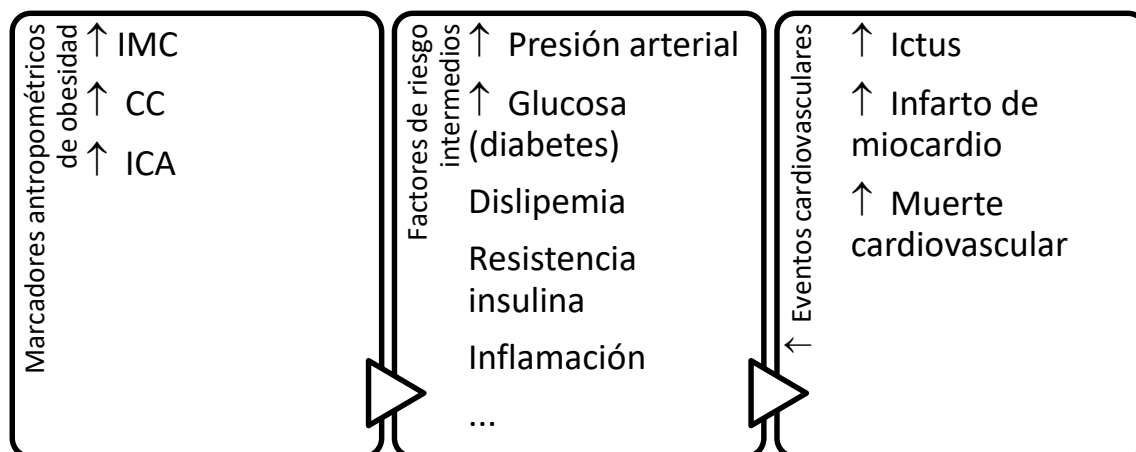 Marcadores antropométricos
de obesidad
↑ IMC
↑ CC
↑ ICA
Factores de riesgo
intermedios
↑ Presión arterial
↑ Glucosa
(diabetes)
Dislipemia
Resistencia
insulina
Inflamación
...
↑ Eventos cardiovasculares
↑ Ictus
↑ Infarto de
miocardio
↑ Muerte
cardiovascular